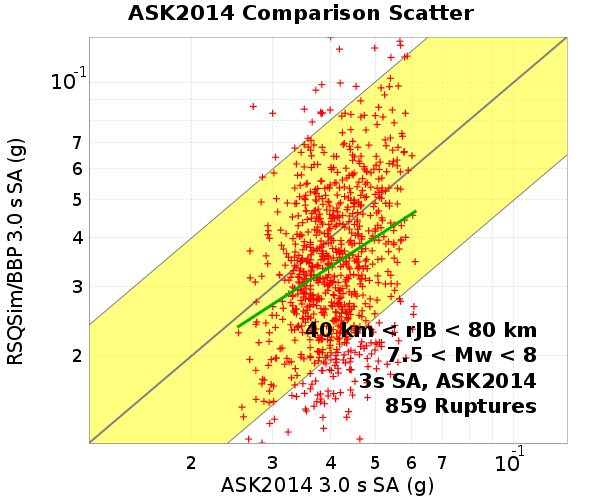 ASK2014 Comparison Scatter
RSQSim/BBP 3.0 s SA (g)
10-1
7
6
5
4
3
2
40 km < rJB < 80 km
7.5 < Mw < 8
3s SA, ASK2014
859 Ruptures
2 3 4 5 6 7 10-1
ASK2014 3.0 s SA (g)